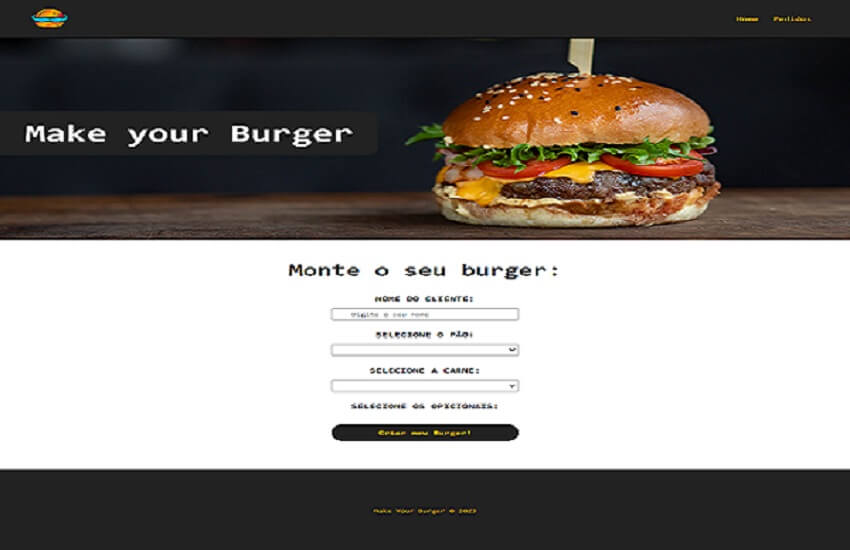 Home Pedidos
Make your Burger
Monte o seu burger:
NOME DO CLIENTE:
Digite o seu nome
SELECIONE O PÃO:
SELECIONE A CARNE:
SELECIONE OS OPICIONAIS:
Criar meu Burger!
Make Your Burger © 2023